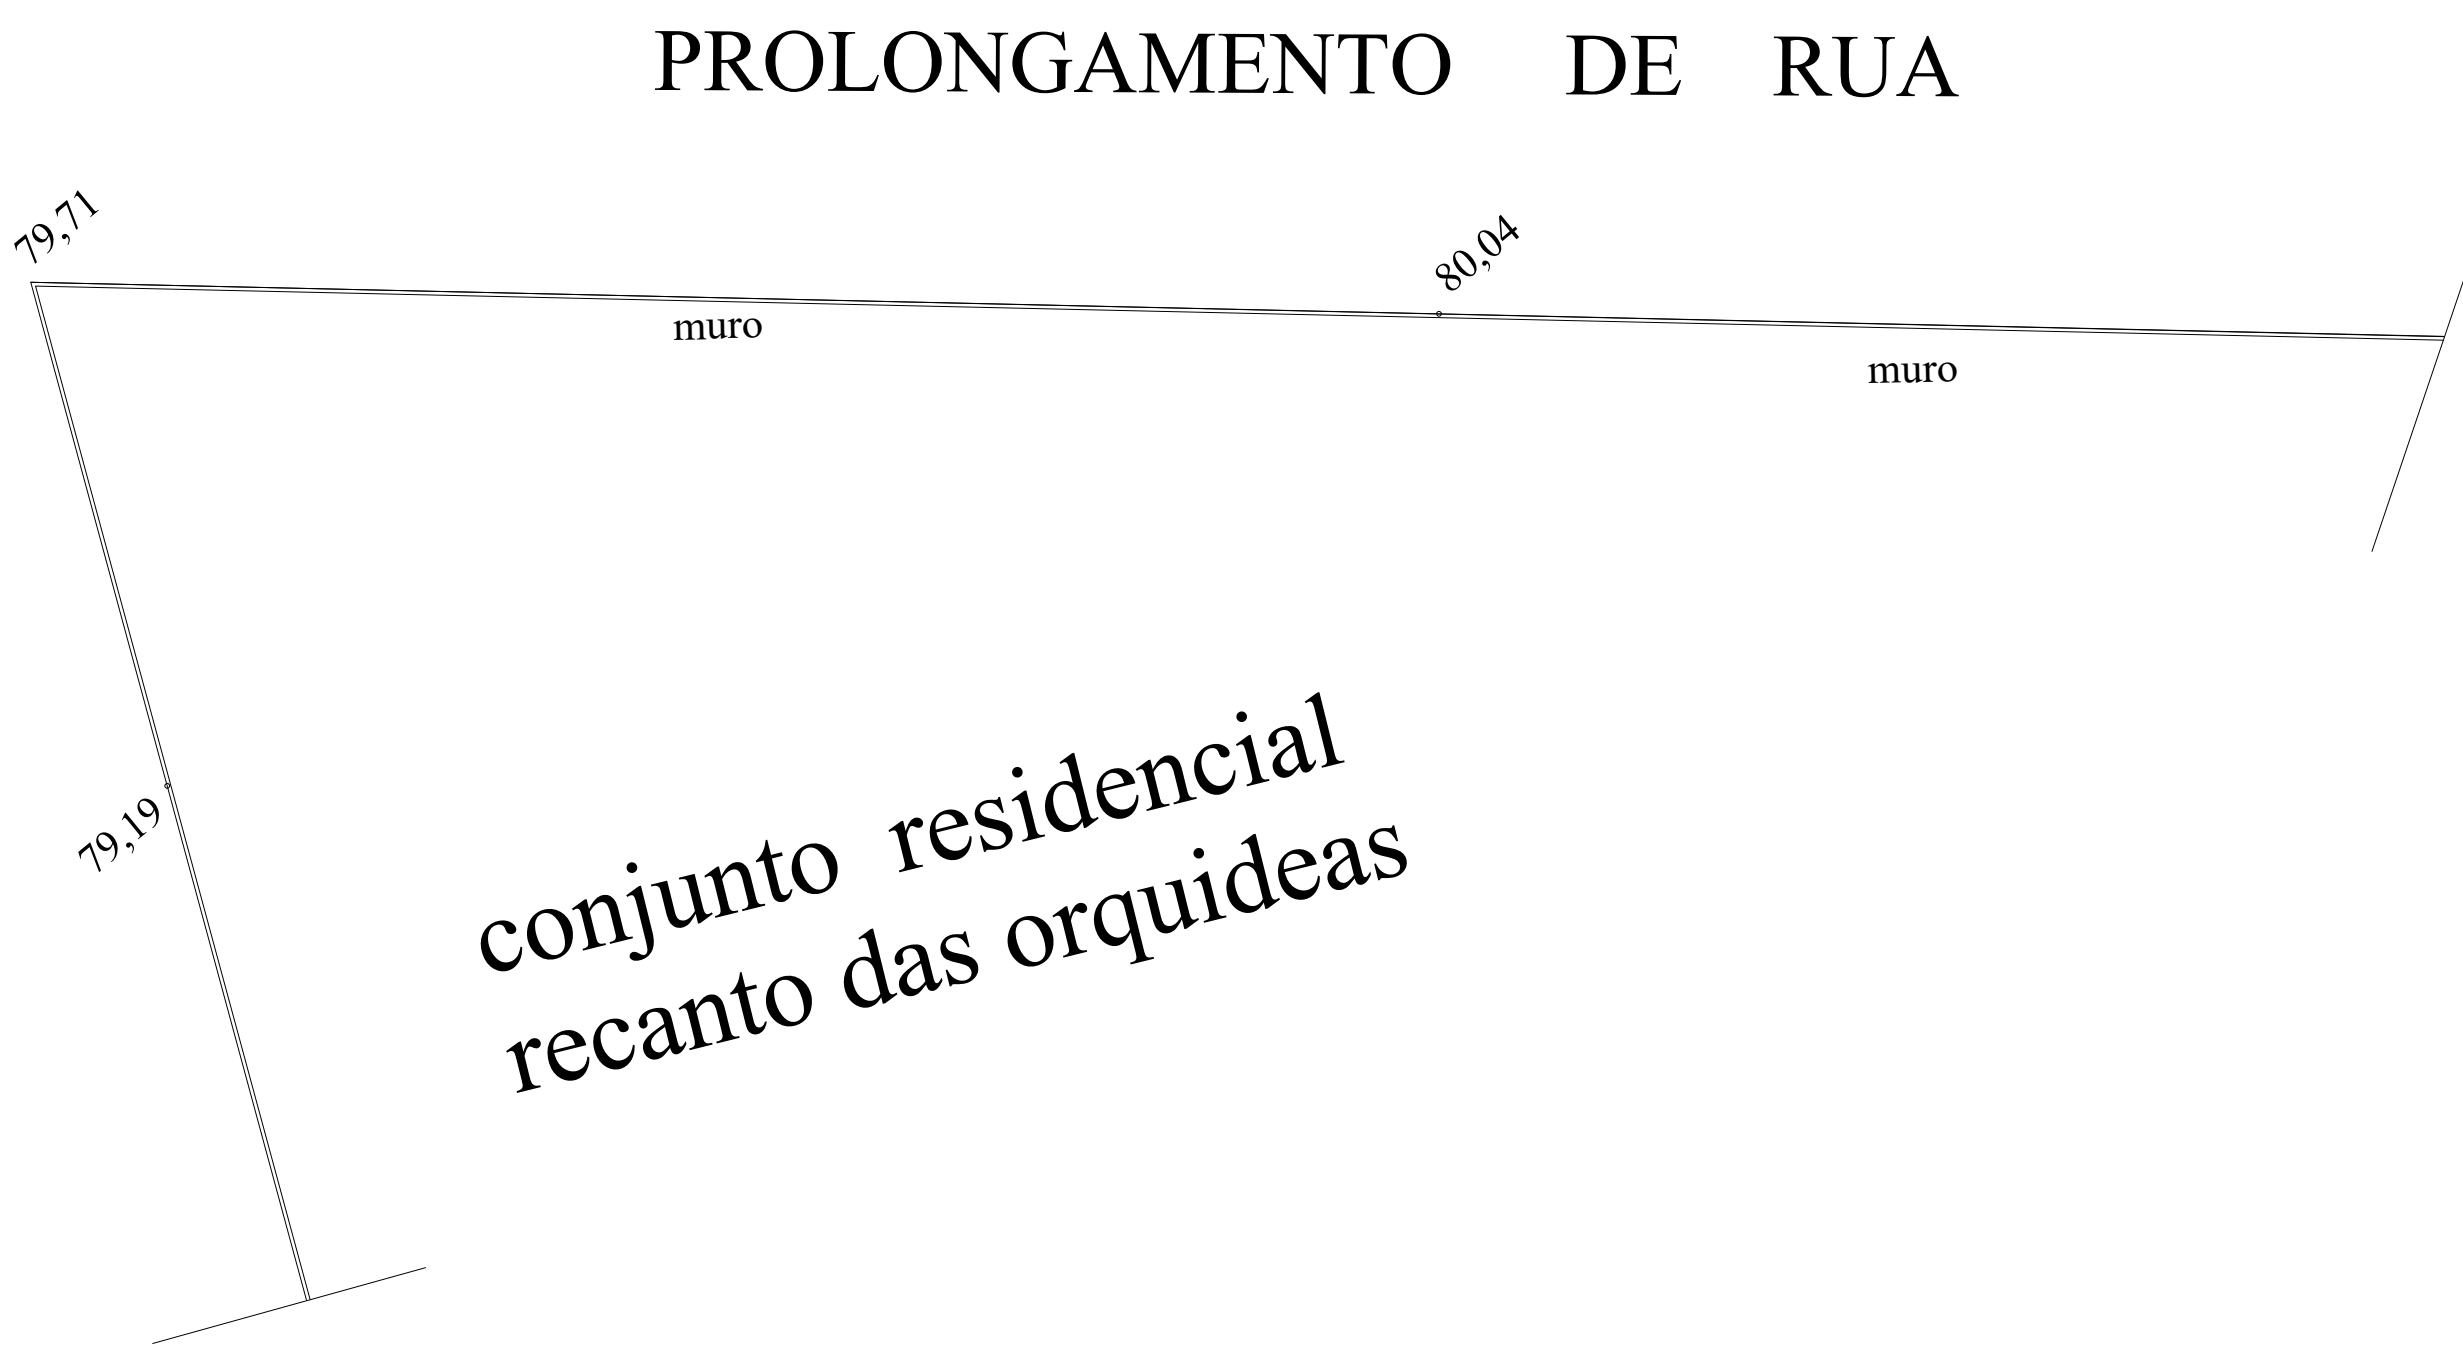 PROLONGAMENTO DE RUA
79,71
80,04
muro
muro
79,19
conjunto residencial
recanto das orquideas